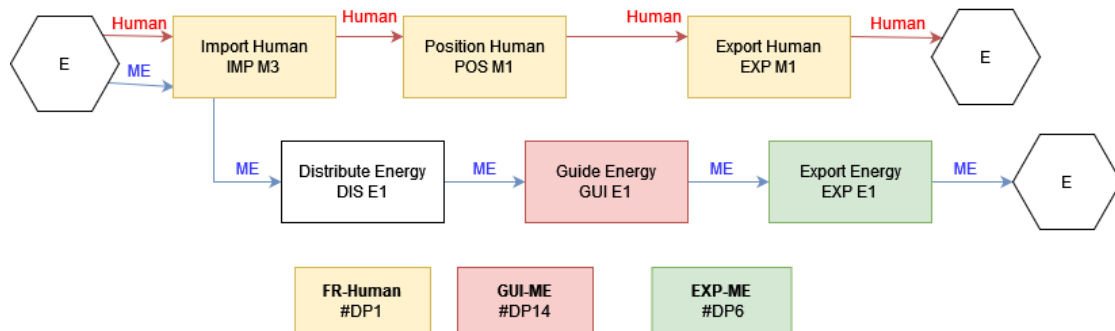 Human
Human
Human
Human
E
Import Human
IMP M3
Position Human
POS M1
Export Human
EXP M1
E
ME
ME
Distribute Energy
DIS E1
ME
Guide Energy
GUI E1
ME
Export Energy
EXP E1
ME
E
FR-Human
#DP1
GUI-ME
#DP14
EXP-ME
#DP6